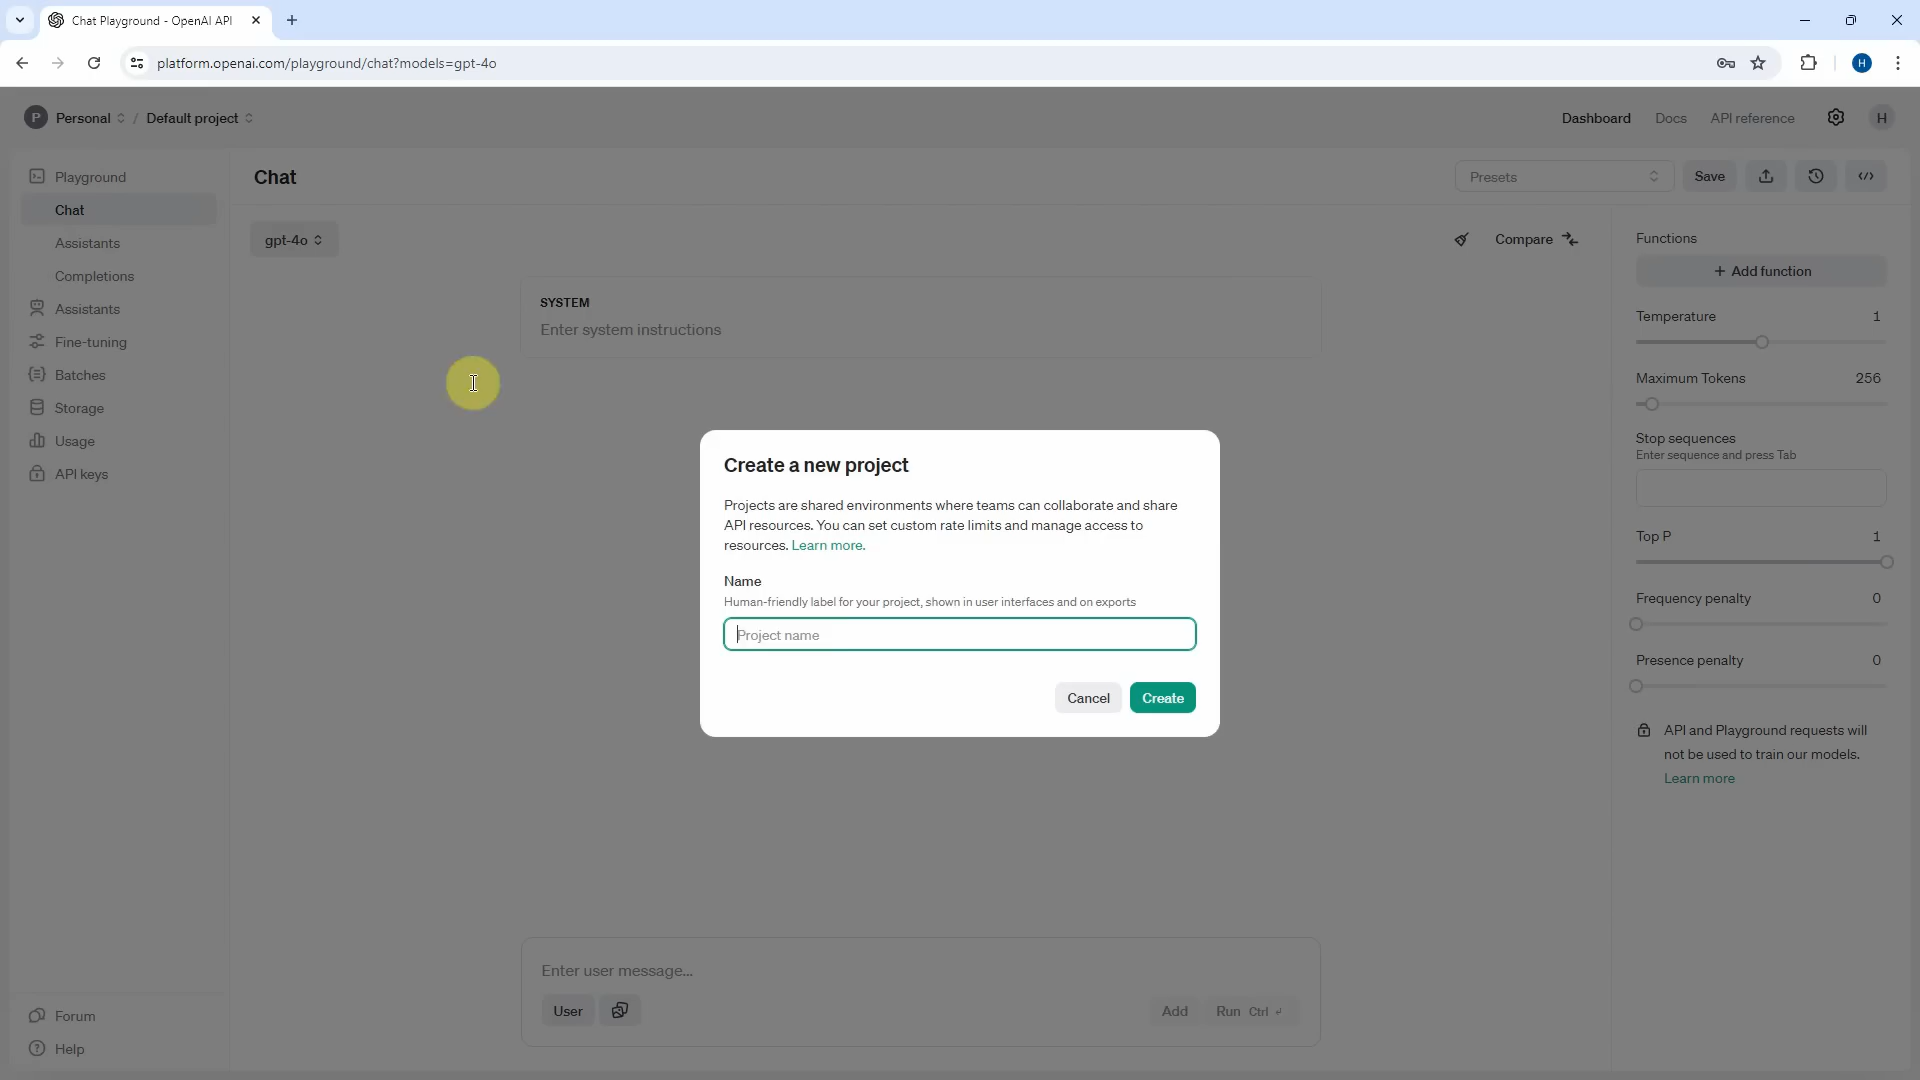 Chat Playground - OpenAI API
platform.openai.com/playground/chat?models=gpt-4o
H
P Personal / Default project
Dashboard Docs API reference H
Playground
Chat
Assistants
Completions
Assistants
Fine-tuning
Batches
Storage
Usage
API keys
Forum
Help
Chat
Presets
Save
gpt-4o
Compare
SYSTEM
Enter system instructions
Create a new project
Projects are shared environments where teams can collaborate and share
API resources. You can set custom rate limits and manage access to
resources. Learn more.
Name
Human-friendly label for your project, shown in user interfaces and on exports
Project name
Cancel Create
Enter user message...
User
Add Run Ctrl ↵
Functions
+ Add function
Temperature 1
Maximum Tokens 256
Stop sequences
Enter sequence and press Tab
Top P 1
Frequency penalty 0
Presence penalty 0
API and Playground requests will
not be used to train our models.
Learn more